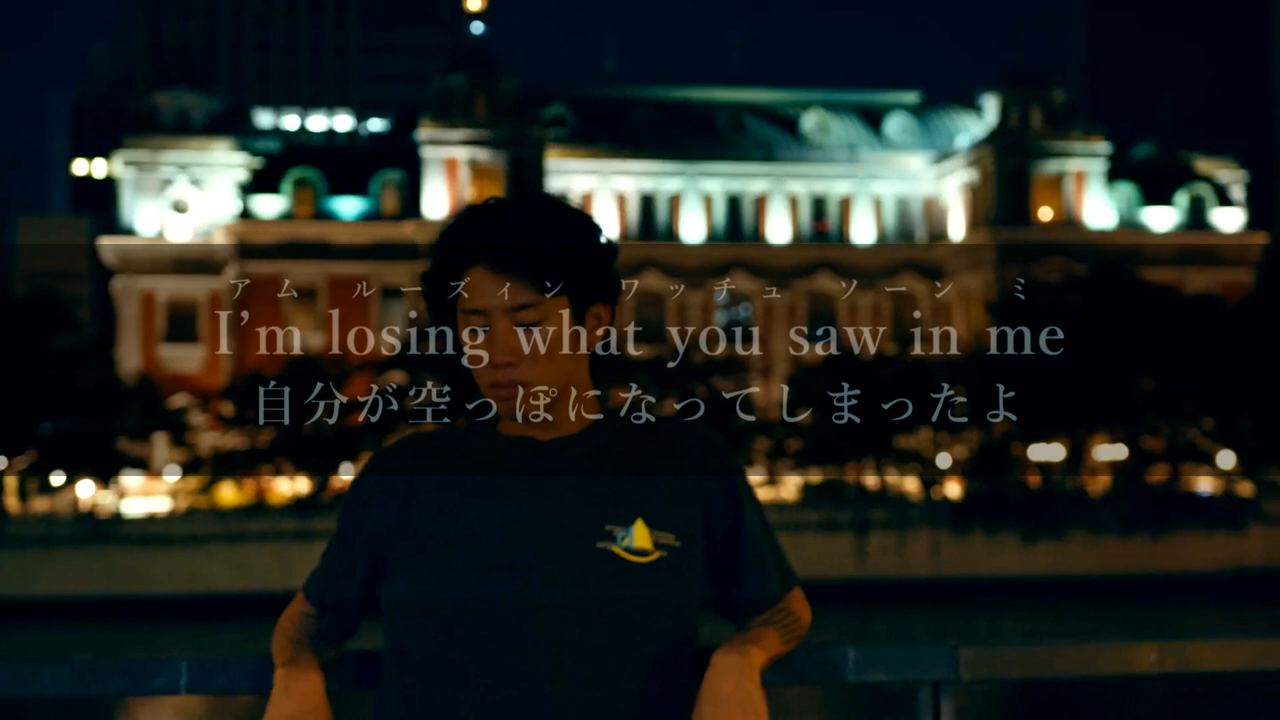 アム ルーズィン ワッチュ ソーン ミ
I’m losing what you saw in me
自分が空っぽになってしまったよ